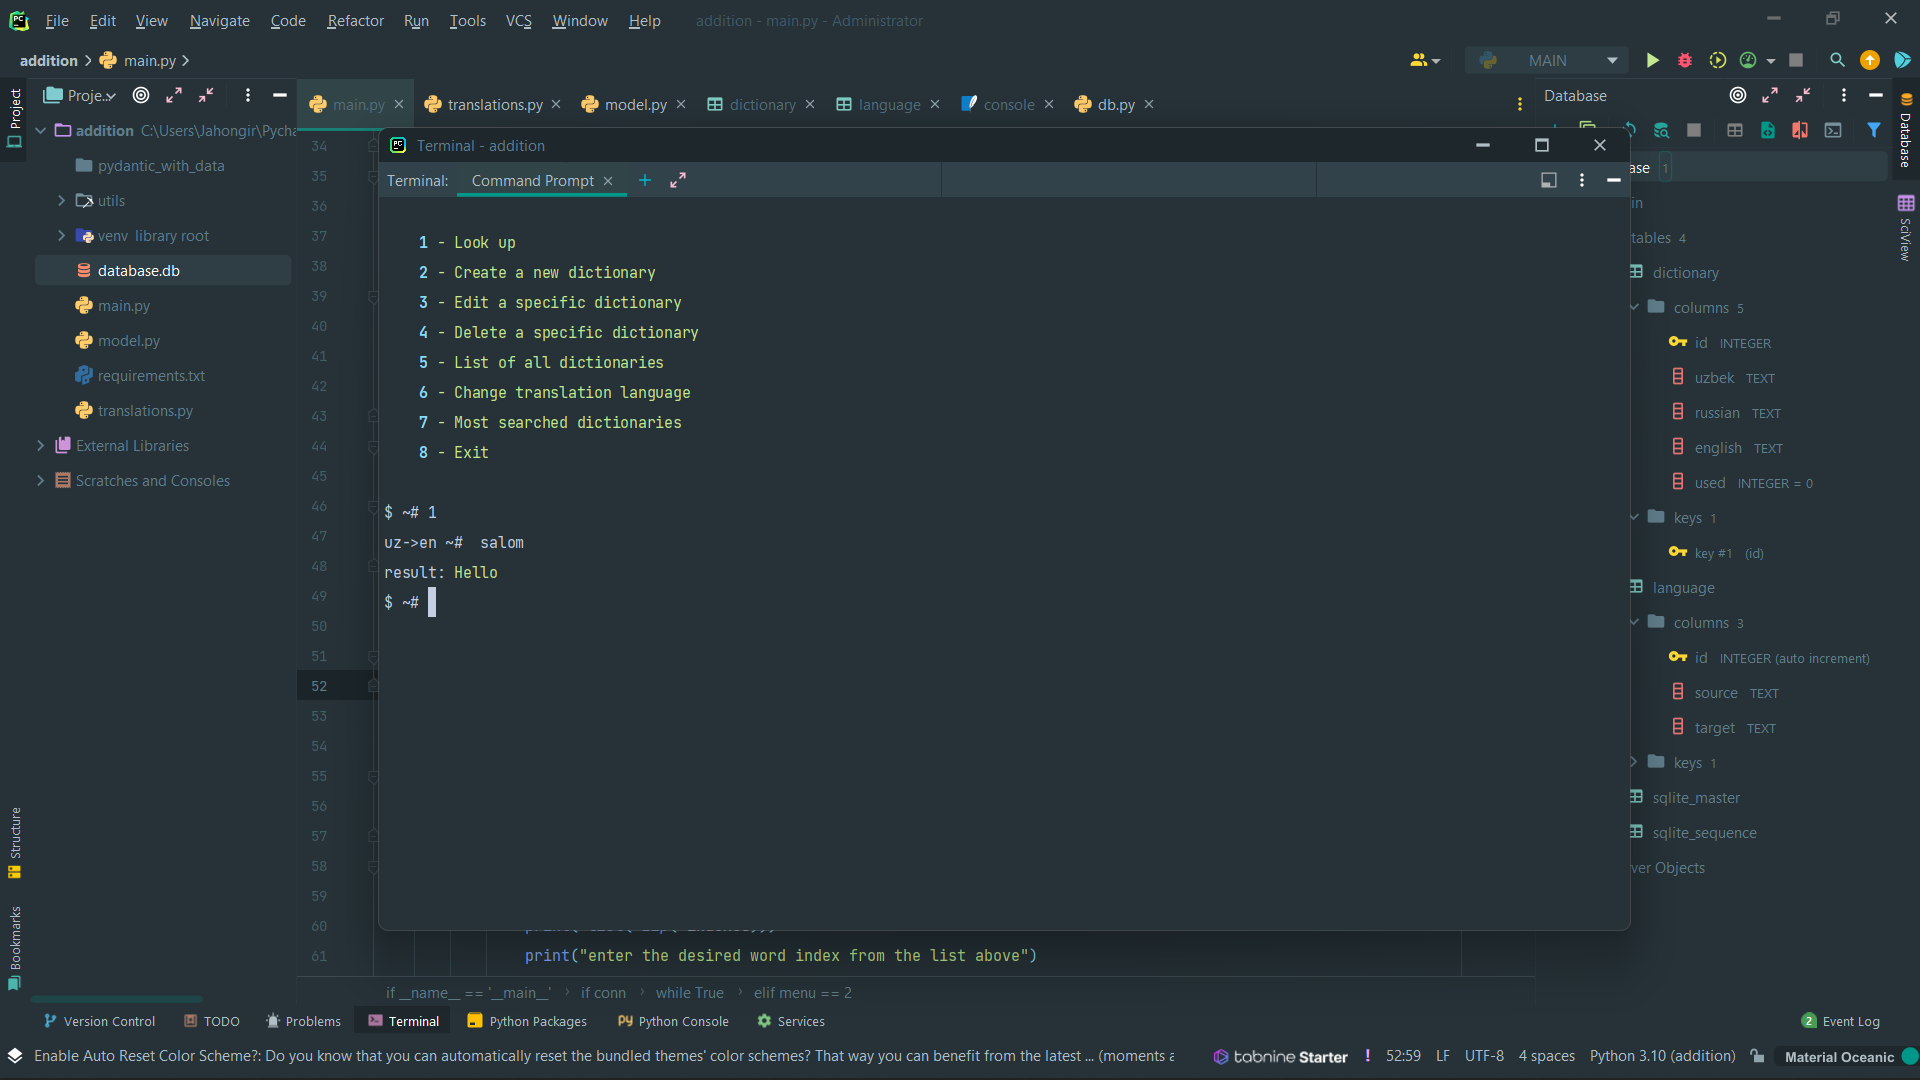 File Edit View Navigate Code Refactor Run Tools VCS Window Help addition - main.py - Administrator
addition main.py MAIN
Project
Proje..
main.py translations.py model.py dictionary language console db.py
Database
addition C:\Users\Jahongir\Pycha
pydantic_with_data
utils
venv library root
database.db
main.py
model.py
requirements.txt
translations.py
External Libraries
Scratches and Consoles
34
35
36
37
38
39
40
41
42
43
44
45
46
47
48
49
50
51
52
53
54
55
56
57
58
59
60
61
Terminal - addition
Terminal: Command Prompt
1 - Look up
2 - Create a new dictionary
3 - Edit a specific dictionary
4 - Delete a specific dictionary
5 - List of all dictionaries
6 - Change translation language
7 - Most searched dictionaries
8 - Exit
$ ~# 1
uz->en ~# salom
result: Hello
$ ~#
print("enter the desired word index from the list above")
if __name__ == '__main__' if conn while True elif menu == 2
ase 1
in
tables 4
dictionary
columns 5
id INTEGER
uzbek TEXT
russian TEXT
english TEXT
used INTEGER = 0
keys 1
key #1 (id)
language
columns 3
id INTEGER (auto increment)
source TEXT
target TEXT
keys 1
sqlite_master
sqlite_sequence
ver Objects
Database
SciView
Structure
Bookmarks
Version Control TODO Problems Terminal Python Packages Python Console Services 2 Event Log
Enable Auto Reset Color Scheme?: Do you know that you can automatically reset the bundled themes' color schemes? That way you can benefit from the latest ... (moments a tabnine Starter ! 52:59 LF UTF-8 4 spaces Python 3.10 (addition) Material Oceanic